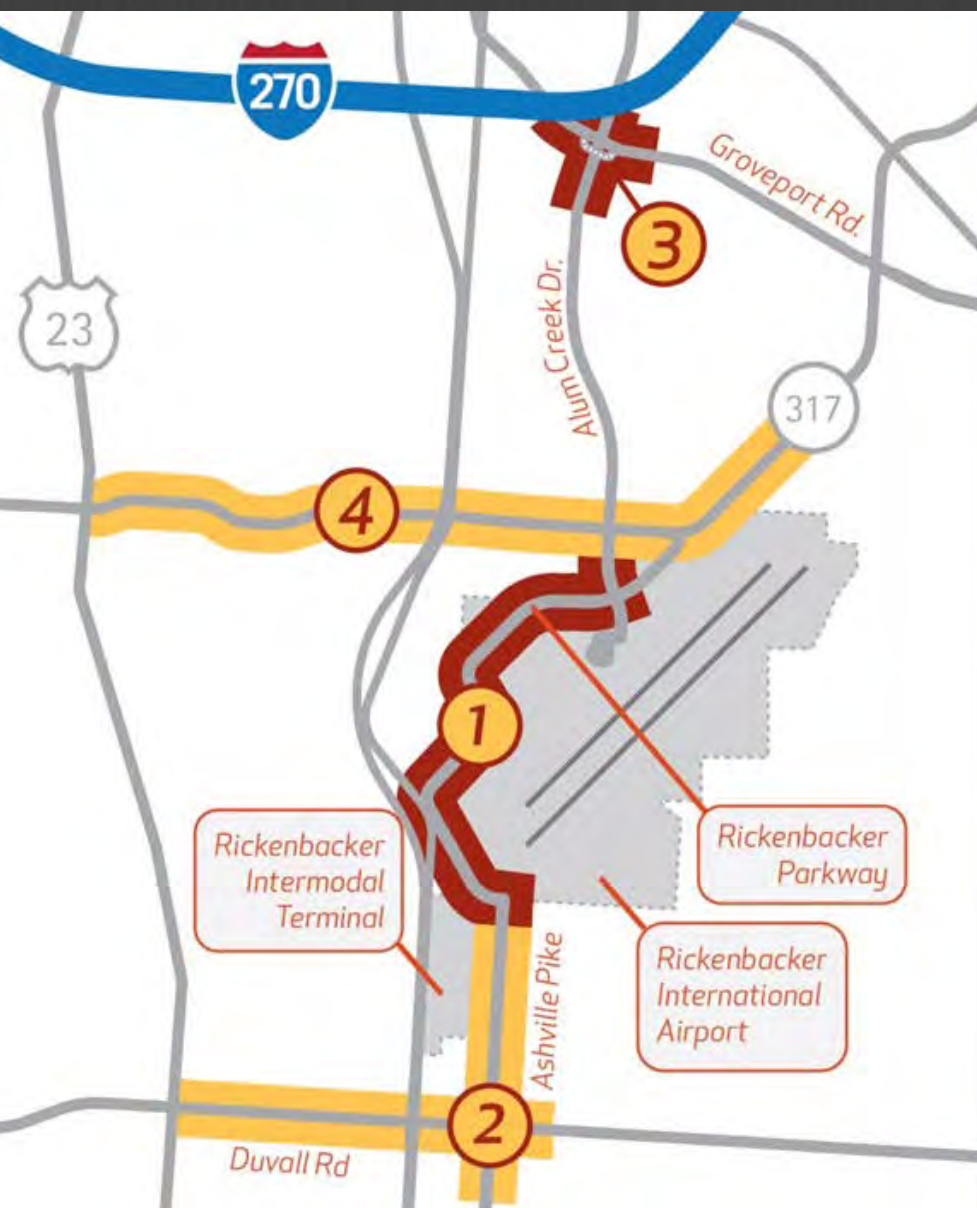 270
Groveport Rd.
3
23
Alum Creek Dr.
317
4
1
Rickenbacker
Parkway
Rickenbacker
Intermodal
Terminal
Rickenbacker
International
Airport
Ashville Pike
2
Duvall Rd